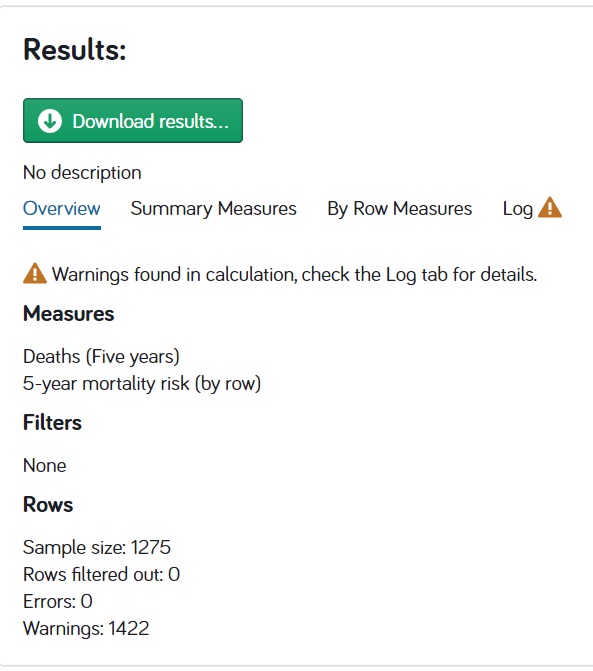 Results:
Download results...
No description
Overview Summary Measures By Row Measures Log
Warnings found in calculation, check the Log tab for details.
Measures
Deaths (Five years)
5-year mortality risk (by row)
Filters
None
Rows
Sample size: 1275
Rows filtered out: 0
Errors: 0
Warnings: 1422